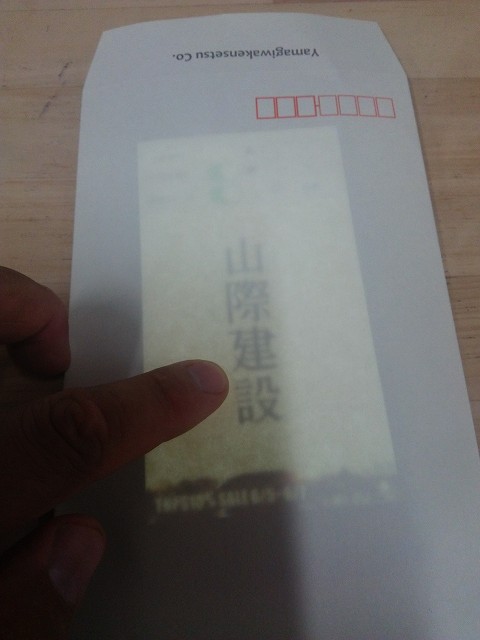 Yamagiwakensetsu Co.
山際建設